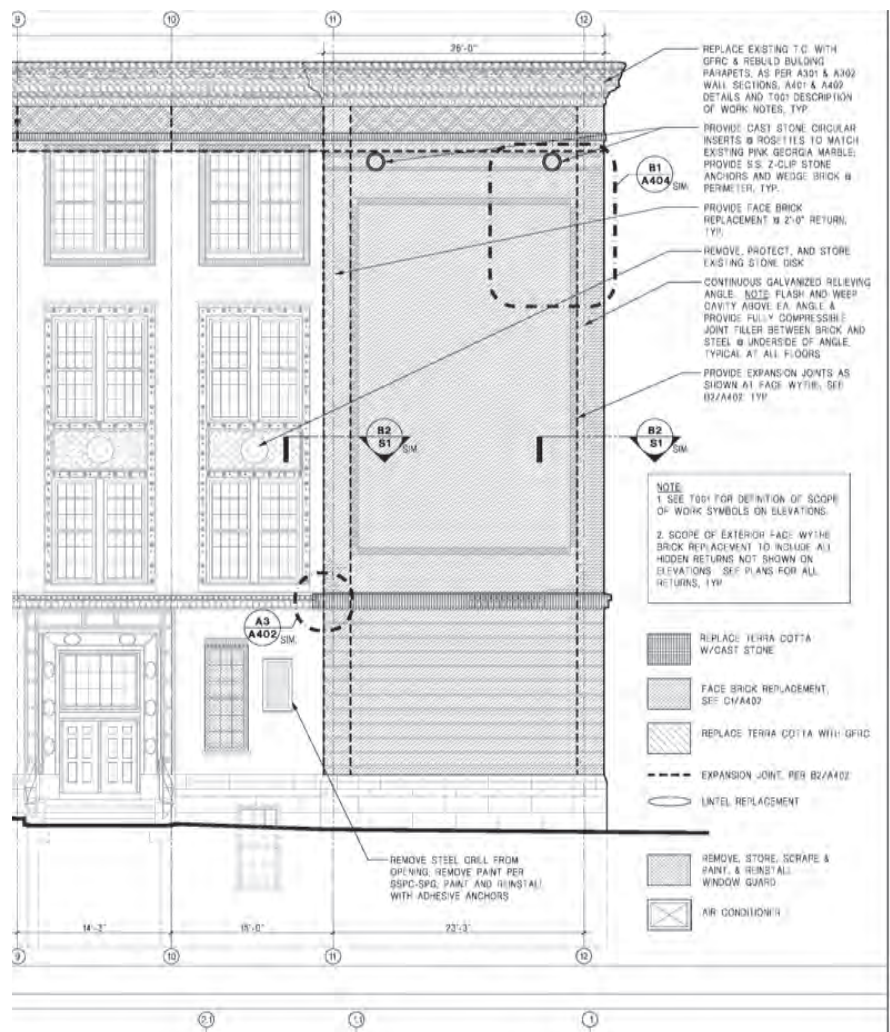 9
10
11
12
26'-0"
REPLACE EXISTING T.C. WITH
GFRC & REBUILD BUILDING
PARAPETS, AS PER A301 & A302
WALL SECTIONS, A401 & A402
DETAILS AND T001 DESCRIPTION
OF WORK NOTES, TYP.
PROVIDE CAST STONE CIRCULAR
INSERTS @ ROSETTES TO MATCH
EXISTING PINK GEORGIA MARBLE;
PROVIDE S.S. Z-CLIP STONE
ANCHORS AND WEDGE BRICK @
PERIMETER, TYP.
B1
A404
SIM.
PROVIDE FACE BRICK
REPLACEMENT @ 2'-0" RETURN,
TYP.
REMOVE, PROTECT, AND STORE
EXISTING STONE DISK
CONTINUOUS GALVANIZED RELIEVING
ANGLE. NOTE: FLASH AND WEEP
CAVITY ABOVE EA. ANGLE &
PROVIDE FULLY COMPRESSIBLE
JOINT FILLER BETWEEN BRICK AND
STEEL @ UNDERSIDE OF ANGLE,
TYPICAL AT ALL FLOORS
PROVIDE EXPANSION JOINTS AS
SHOWN AT FACE WYTHE, SEE
B2/A402 TYP.
B2
S1
SIM.
B2
S1
SIM.
NOTE:
1. SEE T001 FOR DEFINITION OF SCOPE
OF WORK SYMBOLS ON ELEVATIONS.
2. SCOPE OF EXTERIOR FACE WYTHE
BRICK REPLACEMENT TO INCLUDE ALL
HIDDEN RETURNS NOT SHOWN ON
ELEVATIONS. SEE PLANS FOR ALL
RETURNS, TYP.
A3
A402
SIM.
REPLACE TERRA COTTA
W/CAST STONE
FACE BRICK REPLACEMENT,
SEE C1/A402
REPLACE TERRA COTTA WITH GFRC
EXPANSION JOINT, PER B2/A402
LINTEL REPLACEMENT
REMOVE, STORE, SCRAPE &
PAINT, & REINSTALL
WINDOW GUARD
AIR CONDITIONER
REMOVE STEEL GRILL FROM
OPENING, REMOVE PAINT PER
SSPC-SPG, PAINT AND REINSTALL
WITH ADHESIVE ANCHORS
14'-3"
15'-0"
23'-3"
9
10
11
12
2.1
1.1
1